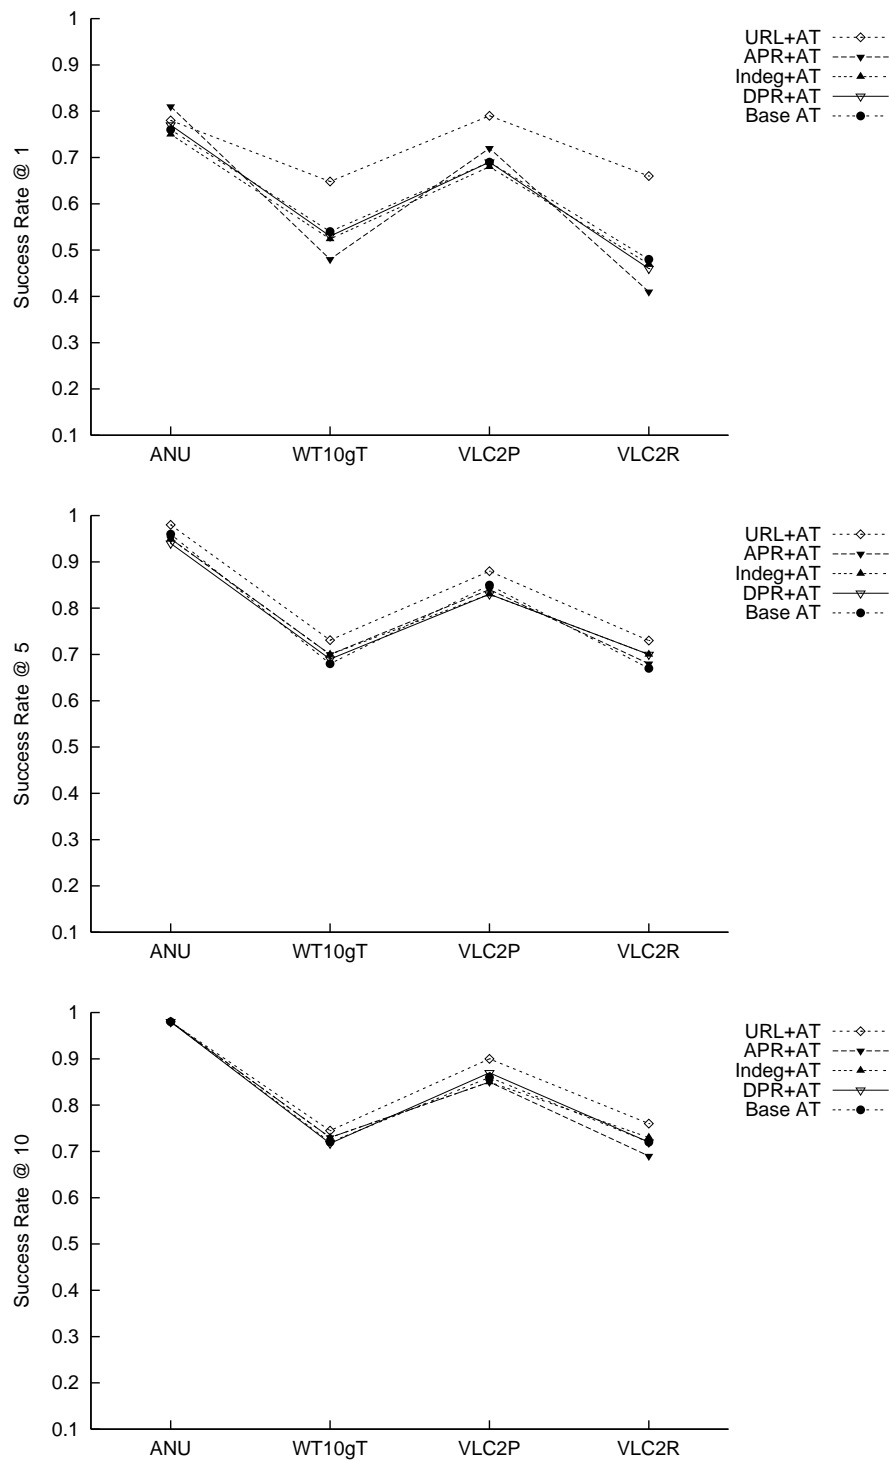 1
0.9
0.8
0.7
0.6
0.5
0.4
0.3
0.2
0.1
Success Rate @ 1
ANU WT10gT VLC2P VLC2R
URL+AT
APR+AT
Indeg+AT
DPR+AT
Base AT
1
0.9
0.8
0.7
0.6
0.5
0.4
0.3
0.2
0.1
Success Rate @ 5
ANU WT10gT VLC2P VLC2R
URL+AT
APR+AT
Indeg+AT
DPR+AT
Base AT
1
0.9
0.8
0.7
0.6
0.5
0.4
0.3
0.2
0.1
Success Rate @ 10
ANU WT10gT VLC2P VLC2R
URL+AT
APR+AT
Indeg+AT
DPR+AT
Base AT